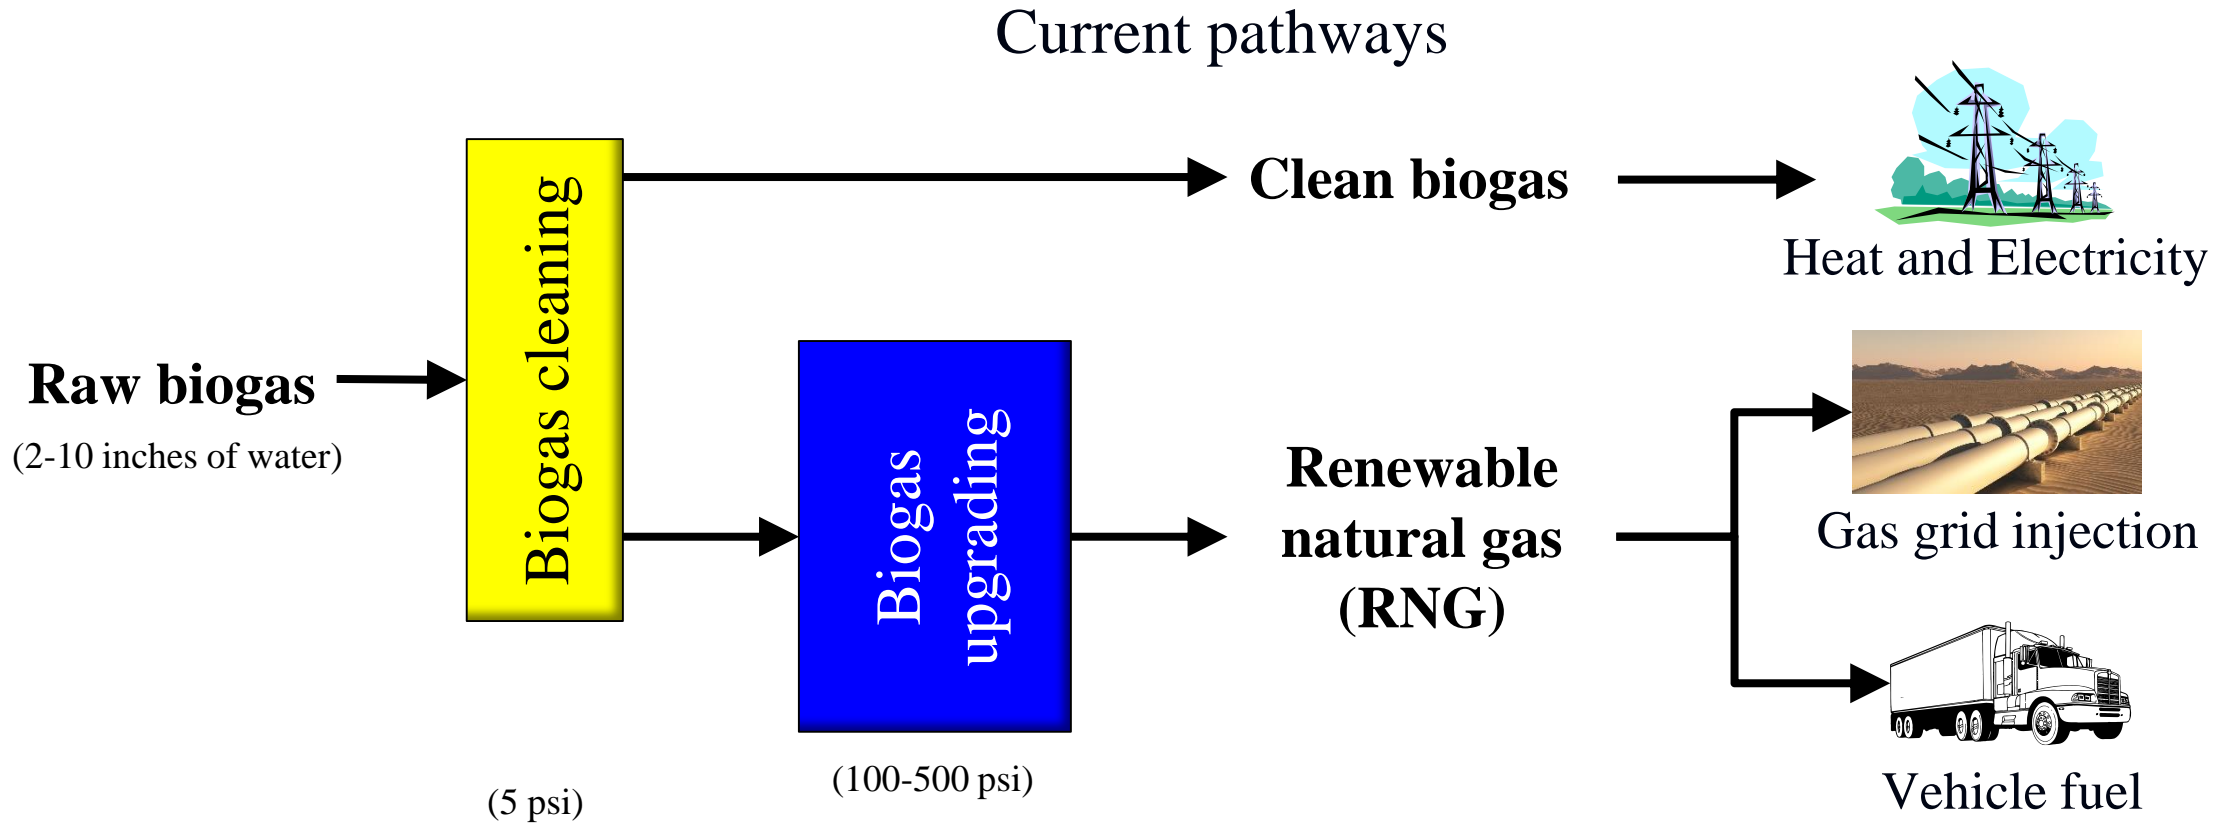 Current pathways
Clean biogas
Heat and Electricity
Biogas cleaning
Raw biogas
(2-10 inches of water)
Biogas
upgrading
Renewable
natural gas
(RNG)
Gas grid injection
(100-500 psi)
(5 psi)
Vehicle fuel